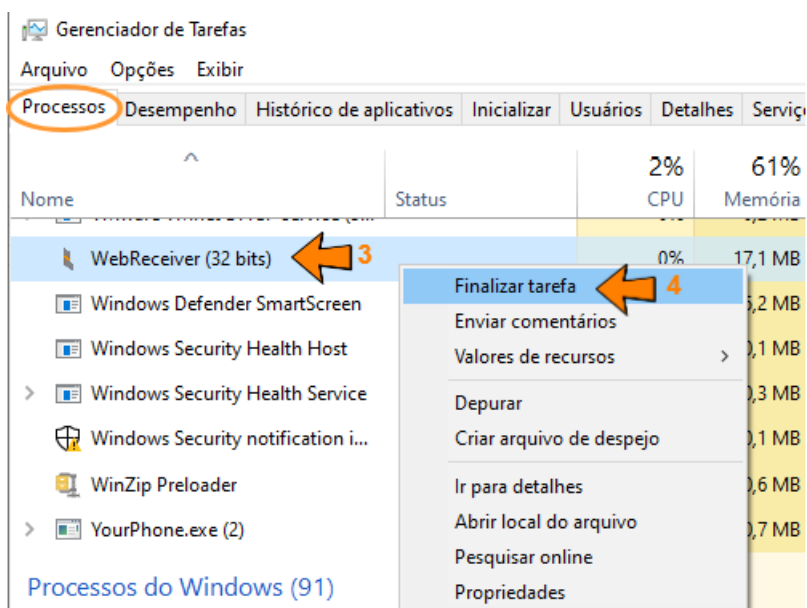 Gerenciador de Tarefas
Arquivo Opções Exibir
Processos Desempenho Histórico de aplicativos Inicializar Usuários Detalhes
2% 61%
Nome Status CPU Memória
WebReceiver (32 bits) 3 0% 17,1 MB
Finalizar tarefa 4
Windows Defender SmartScreen
Enviar comentários
Windows Security Health Host
Valores de recursos
Windows Security Health Service
Depurar
Windows Security notification i...
Criar arquivo de despejo
WinZip Preloader
Ir para detalhes
YourPhone.exe (2)
Abrir local do arquivo
Pesquisar online
Processos do Windows (91)
Propriedades